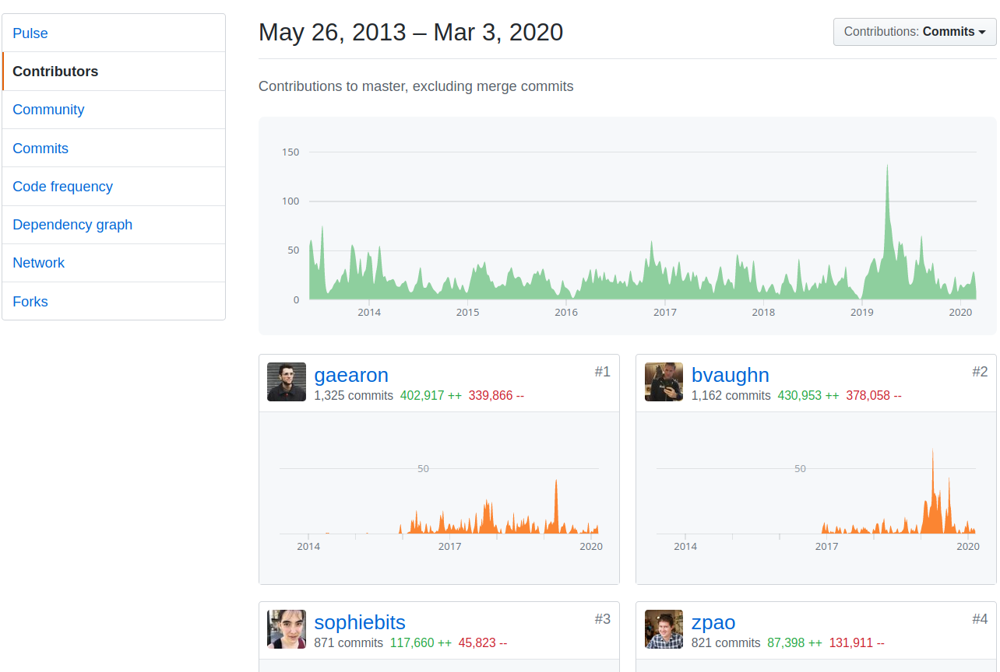 Pulse
Contributors
Community
Commits
Code frequency
Dependency graph
Network
Forks
May 26, 2013 – Mar 3, 2020
Contributions: Commits
Contributions to master, excluding merge commits
150
100
50
0
2014 2015 2016 2017 2018 2019 2020
gaearon #1
1,325 commits 402,917 ++ 339,866 --
50
2014 2017 2020
bvaughn #2
1,162 commits 430,953 ++ 378,058 --
50
2014 2017 2020
sophiebits #3
871 commits 117,660 ++ 45,823 --
zpao #4
821 commits 87,398 ++ 131,911 --